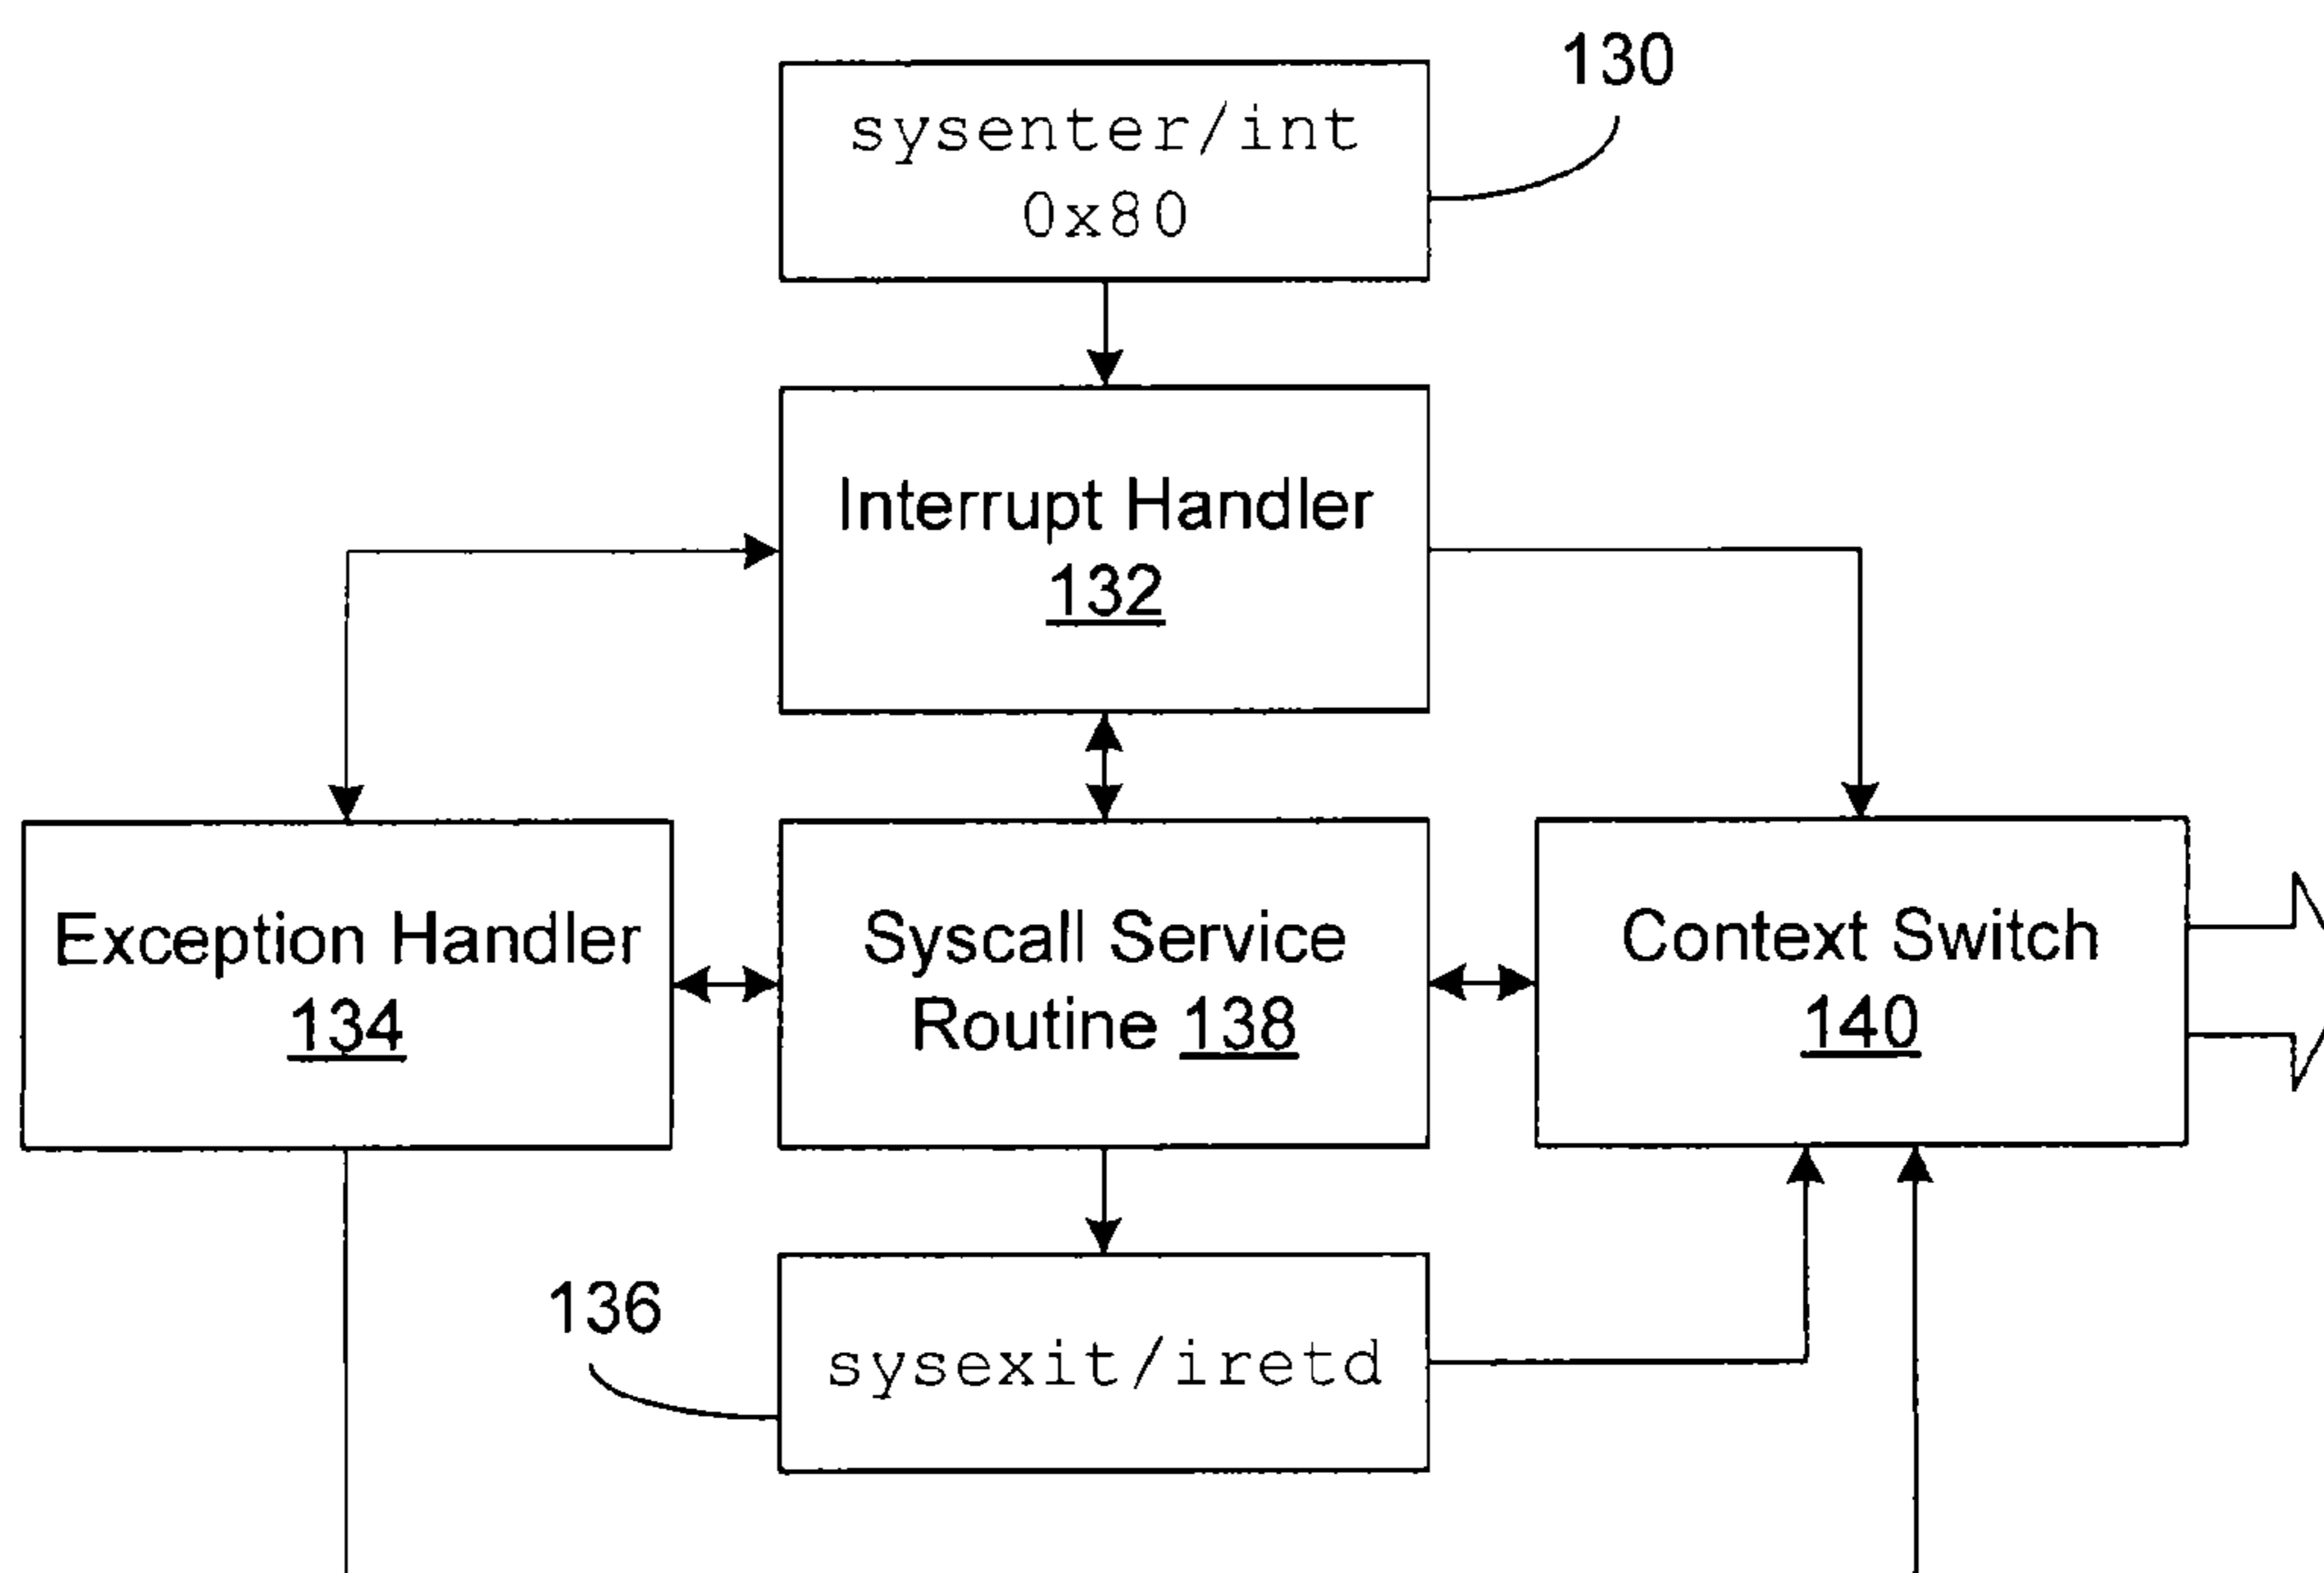 130
sysenter/int
0x80
Interrupt Handler
132
Exception Handler
134
Syscall Service
Routine 138
Context Switch
140
136
sysexit/iretd